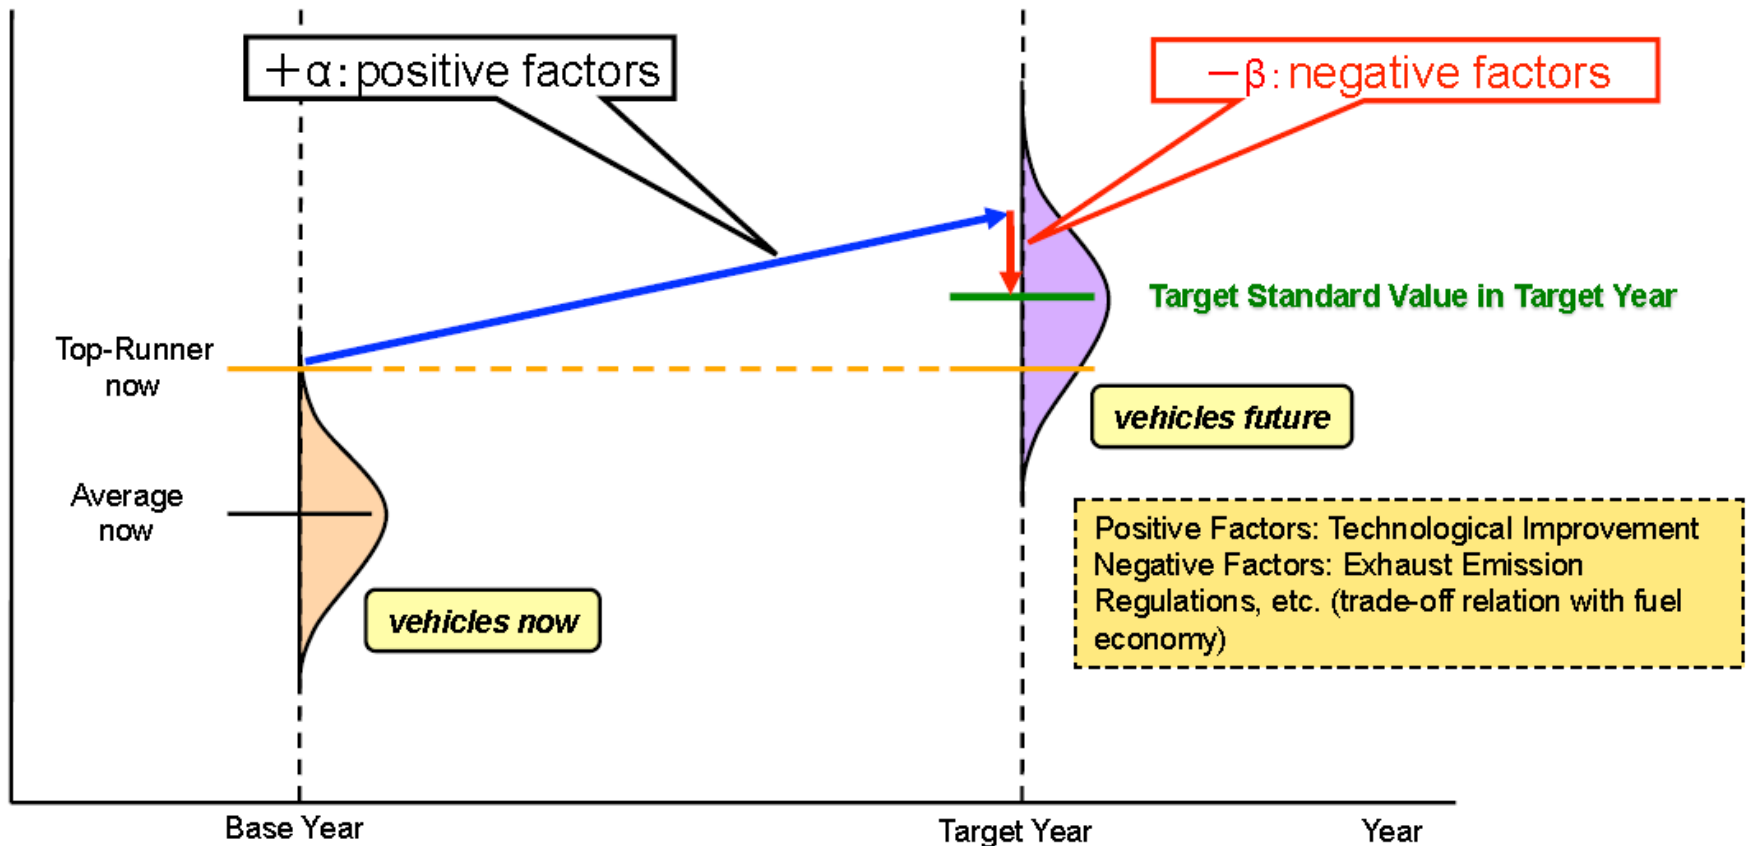 +α:positive factors
−β:negative factors
Target Standard Value in Target Year
Top-Runner
now
vehicles future
Average
now
Positive Factors: Technological Improvement
Negative Factors: Exhaust Emission
Regulations, etc. (trade-off relation with fuel
economy)
vehicles now
Base Year
Target Year
Year